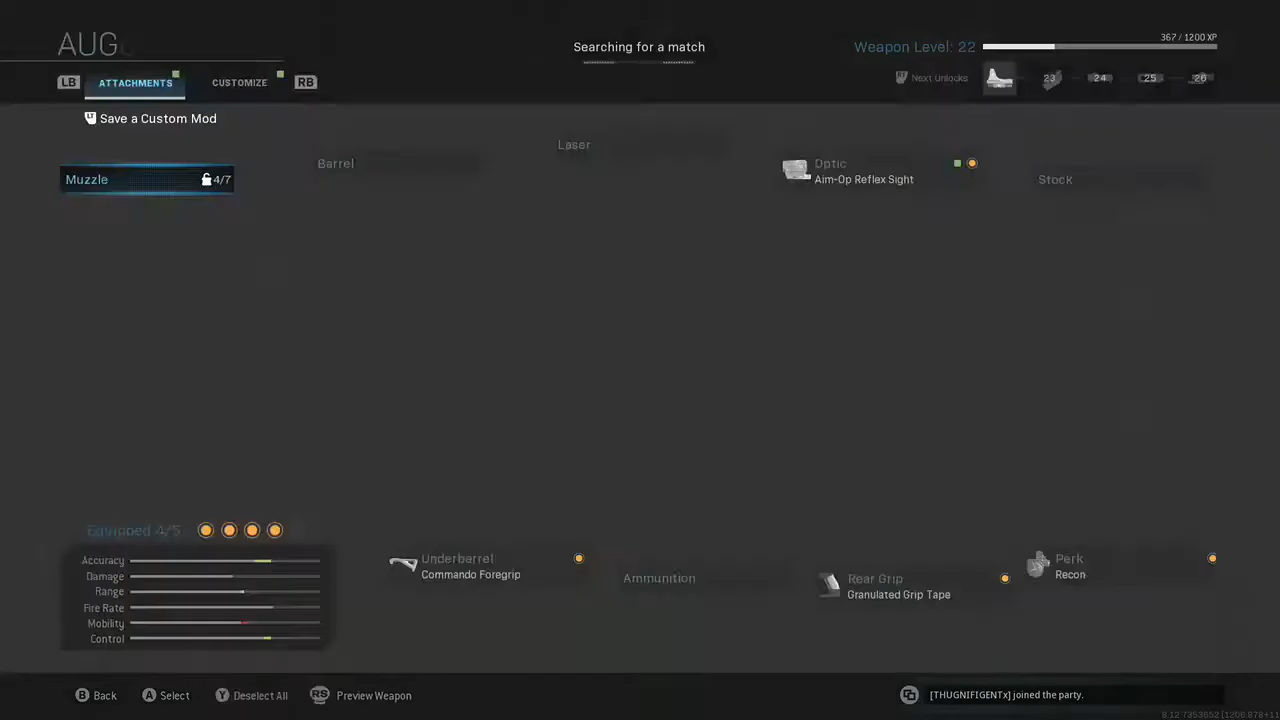 AUG
Searching for a match
Weapon Level: 22
367 / 1200 XP
LB
ATTACHMENTS
CUSTOMIZE
RB
Next Unlocks
23
24
25
26
LT
Save a Custom Mod
Muzzle
4/7
Barrel
Laser
Optic
Aim-Op Reflex Sight
Stock
Equipped 4/5
Accuracy
Damage
Range
Fire Rate
Mobility
Control
Underbarrel
Commando Foregrip
Ammunition
Rear Grip
Granulated Grip Tape
Perk
Recon
B Back
A Select
Y Deselect All
RS Preview Weapon
[THUGNIFIGENTx] joined the party.